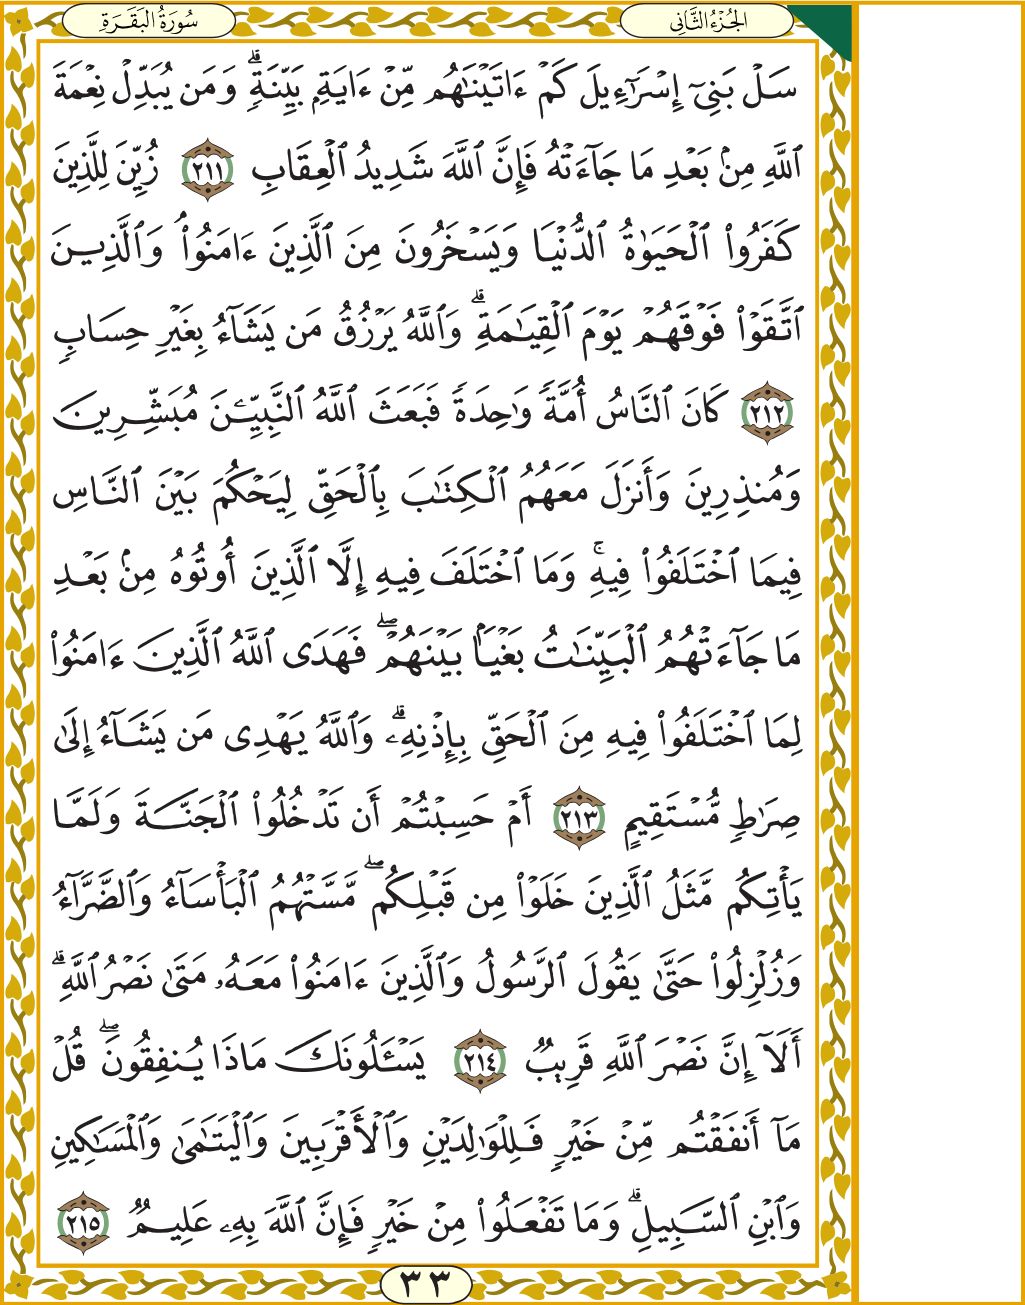 سُورَةُ البَقَرَةِ
الجُزْءُ الثَّانِي
سَلْ بَنِىٓ إِسْرَٰٓءِيلَ كَمْ ءَاتَيْنَٰهُم مِّنْ ءَايَةٍۭ بَيِّنَةٍۗ وَمَن يُبَدِّلْ نِعْمَةَ
ٱللَّهِ مِنۢ بَعْدِ مَا جَآءَتْهُ فَإِنَّ ٱللَّهَ شَدِيدُ ٱلْعِقَابِ ٢١١ زُيِّنَ لِلَّذِينَ
كَفَرُوا۟ ٱلْحَيَوٰةُ ٱلدُّنْيَا وَيَسْخَرُونَ مِنَ ٱلَّذِينَ ءَامَنُوا۟ ۘ وَٱلَّذِينَ
ٱتَّقَوْا۟ فَوْقَهُمْ يَوْمَ ٱلْقِيَٰمَةِۗ وَٱللَّهُ يَرْزُقُ مَن يَشَآءُ بِغَيْرِ حِسَابٍ
٢١٢ كَانَ ٱلنَّاسُ أُمَّةً وَٰحِدَةً فَبَعَثَ ٱللَّهُ ٱلنَّبِيِّـۧنَ مُبَشِّرِينَ
وَمُنذِرِينَ وَأَنزَلَ مَعَهُمُ ٱلْكِتَٰبَ بِٱلْحَقِّ لِيَحْكُمَ بَيْنَ ٱلنَّاسِ
فِيمَا ٱخْتَلَفُوا۟ فِيهِۚ وَمَا ٱخْتَلَفَ فِيهِ إِلَّا ٱلَّذِينَ أُوتُوهُ مِنۢ بَعْدِ
مَا جَآءَتْهُمُ ٱلْبَيِّنَٰتُ بَغْيًۢا بَيْنَهُمْۖ فَهَدَى ٱللَّهُ ٱلَّذِينَ ءَامَنُوا۟
لِمَا ٱخْتَلَفُوا۟ فِيهِ مِنَ ٱلْحَقِّ بِإِذْنِهِۦۗ وَٱللَّهُ يَهْدِى مَن يَشَآءُ إِلَىٰ
صِرَٰطٍ مُّسْتَقِيمٍ ٢١٣ أَمْ حَسِبْتُمْ أَن تَدْخُلُوا۟ ٱلْجَنَّةَ وَلَمَّا
يَأْتِكُم مَّثَلُ ٱلَّذِينَ خَلَوْا۟ مِن قَبْلِكُمۖ مَّسَّتْهُمُ ٱلْبَأْسَآءُ وَٱلضَّرَّآءُ
وَزُلْزِلُوا۟ حَتَّىٰ يَقُولَ ٱلرَّسُولُ وَٱلَّذِينَ ءَامَنُوا۟ مَعَهُۥ مَتَىٰ نَصْرُ ٱللَّهِۗ
أَلَآ إِنَّ نَصْرَ ٱللَّهِ قَرِيبٌ ٢١٤ يَسْـَٔلُونَكَ مَاذَا يُنفِقُونَۖ قُلْ
مَآ أَنفَقْتُم مِّنْ خَيْرٍ فَلِلْوَٰلِدَيْنِ وَٱلْأَقْرَبِينَ وَٱلْيَتَٰمَىٰ وَٱلْمَسَٰكِينِ
وَٱبْنِ ٱلسَّبِيلِۗ وَمَا تَفْعَلُوا۟ مِنْ خَيْرٍ فَإِنَّ ٱللَّهَ بِهِۦ عَلِيمٌ ٢١٥
٣٣